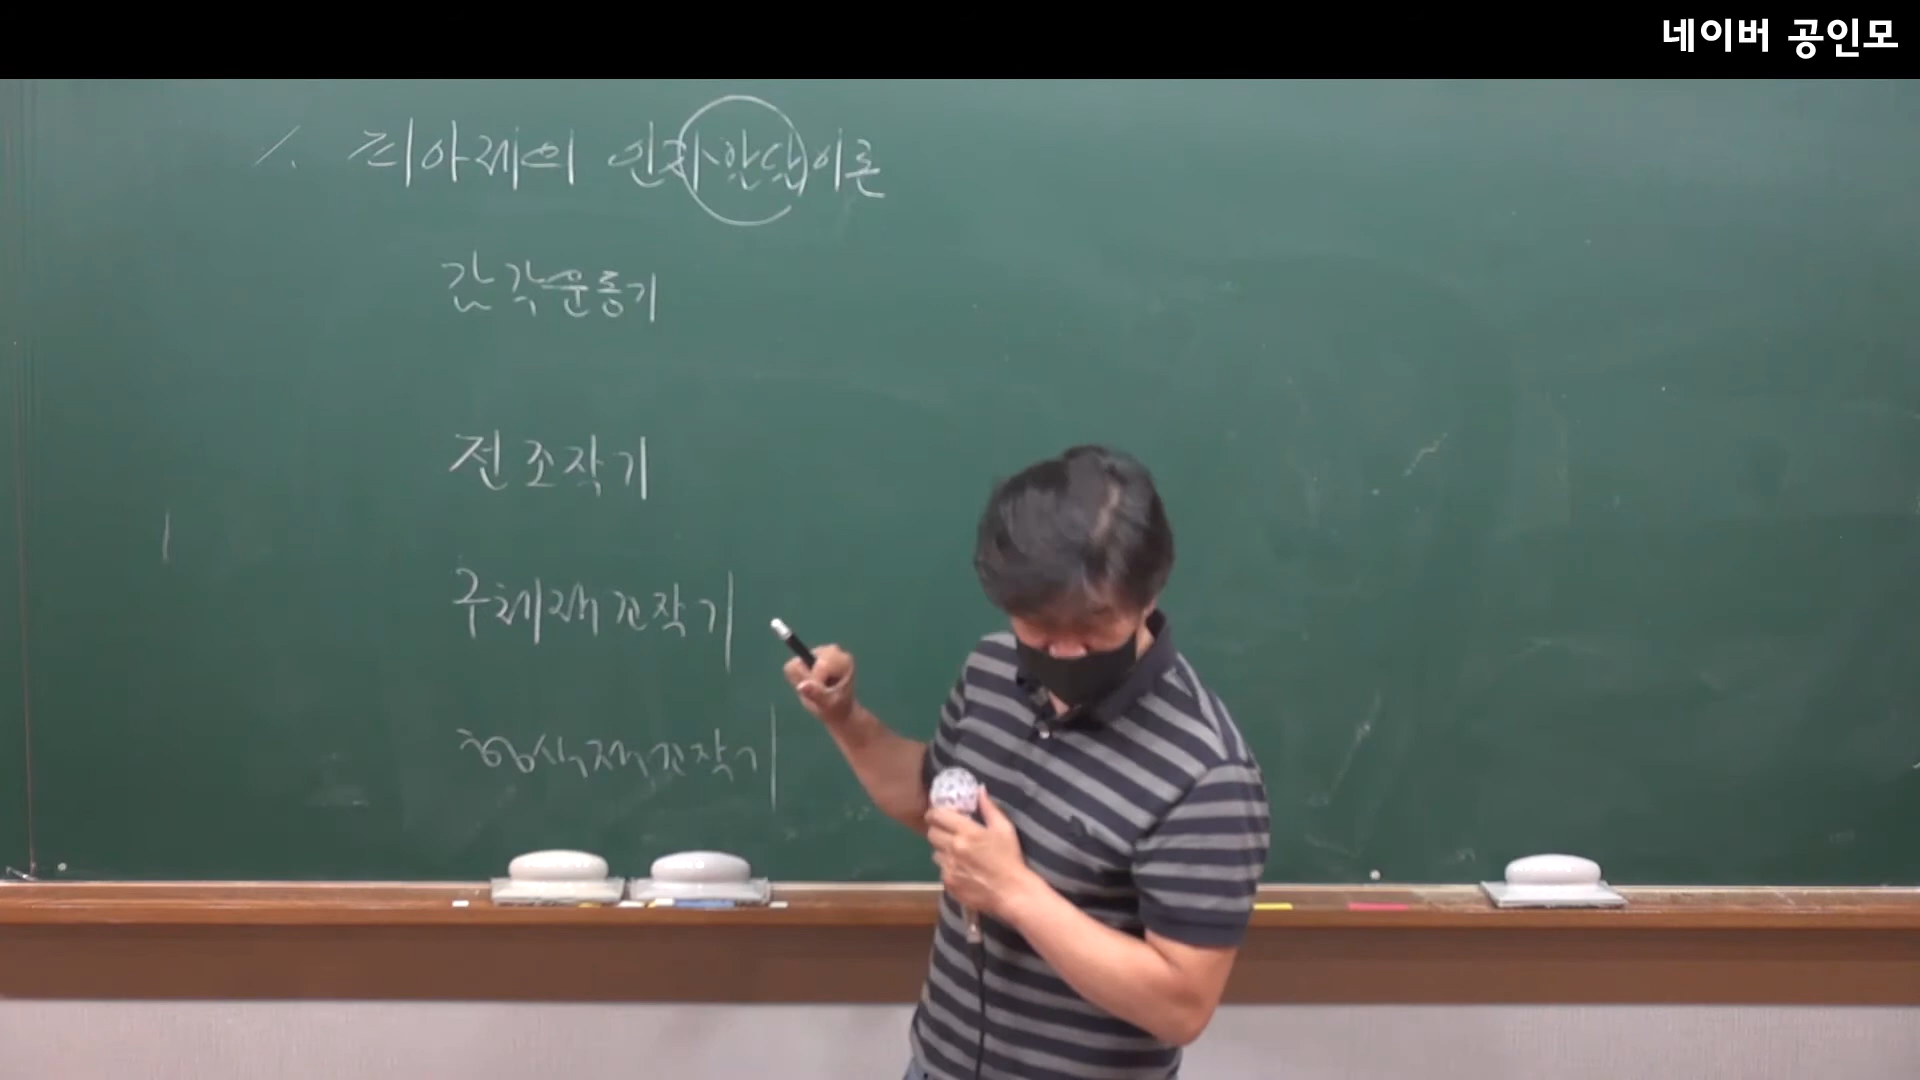 네이버 공인모
1. 피아제의 인지발달이론
감각운동기
전조작기
구체적 조작기
형식적 조작기